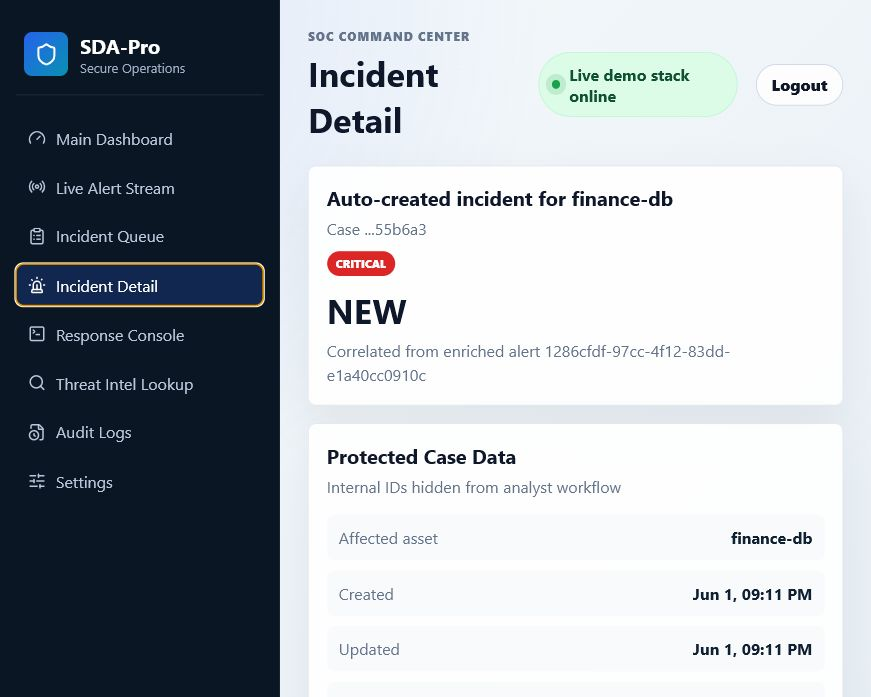 SDA-Pro
Secure Operations
Main Dashboard
Live Alert Stream
Incident Queue
Incident Detail
Response Console
Threat Intel Lookup
Audit Logs
Settings
SOC COMMAND CENTER
Incident
Detail
Live demo stack
online
Logout
Auto-created incident for finance-db
Case ...55b6a3
CRITICAL
NEW
Correlated from enriched alert 1286cfdf-97cc-4f12-83dd-
e1a40cc0910c
Protected Case Data
Internal IDs hidden from analyst workflow
Affected asset finance-db
Created Jun 1, 09:11 PM
Updated Jun 1, 09:11 PM